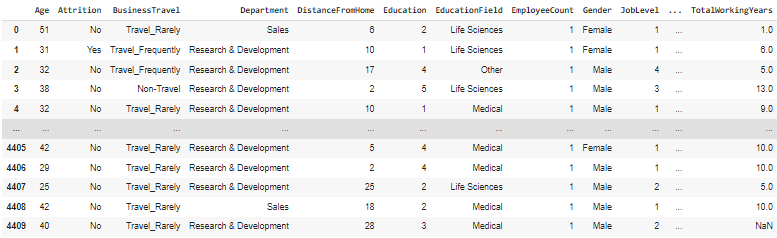 Age Attrition BusinessTravel Department DistanceFromHome Education EducationField EmployeeCount Gender JobLevel ... TotalWorkingYears
0 51 No Travel_Rarely Sales 6 2 Life Sciences 1 Female 1 ... 1.0
1 31 Yes Travel_Frequently Research & Development 10 1 Life Sciences 1 Female 1 ... 6.0
2 32 No Travel_Frequently Research & Development 17 4 Other 1 Male 4 ... 5.0
3 38 No Non-Travel Research & Development 2 5 Life Sciences 1 Male 3 ... 13.0
4 32 No Travel_Rarely Research & Development 10 1 Medical 1 Male 1 ... 9.0
... ... ... ... ... ... ... ... ... ... ... ... ...
4405 42 No Travel_Rarely Research & Development 5 4 Medical 1 Female 1 ... 10.0
4406 29 No Travel_Rarely Research & Development 2 4 Medical 1 Male 1 ... 10.0
4407 25 No Travel_Rarely Research & Development 25 2 Life Sciences 1 Male 2 ... 5.0
4408 42 No Travel_Rarely Sales 18 2 Medical 1 Male 1 ... 10.0
4409 40 No Travel_Rarely Research & Development 28 3 Medical 1 Male 2 ... NaN